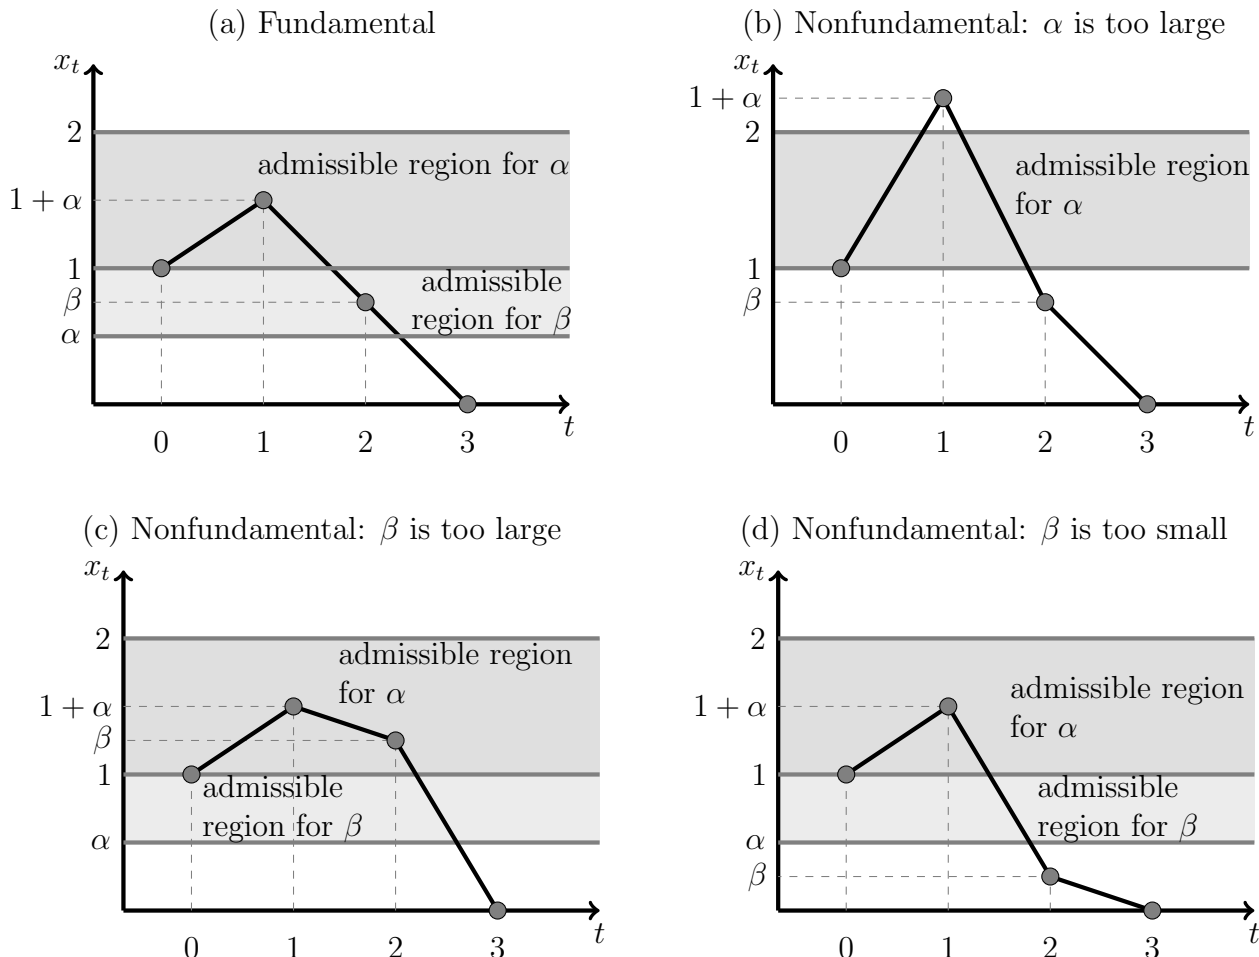 (a) Fundamental
x_t
2
admissible region for α
1 + α
1
admissible
β
region for β
α
0 1 2 3
t
(b) Nonfundamental: α is too large
x_t
1 + α
2
admissible region
for α
1
β
0 1 2 3
t
(c) Nonfundamental: β is too large
x_t
2
admissible region
for α
1 + α
β
1
admissible
region for β
α
0 1 2 3
t
(d) Nonfundamental: β is too small
x_t
2
admissible region
for α
1 + α
1
admissible
region for β
α
β
0 1 2 3
t